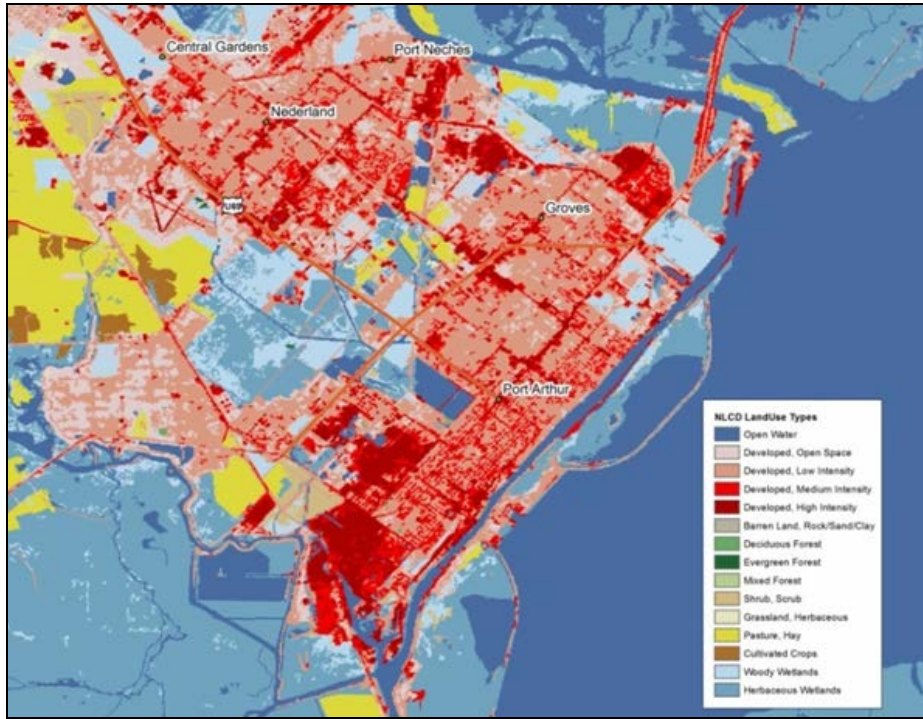 Central Gardens
Port Neches
Nederland
Groves
Port Arthur
NLCD LandUse Types
Open Water
Developed, Open Space
Developed, Low Intensity
Developed, Medium Intensity
Developed, High Intensity
Barren Land, Rock/Sand/Clay
Deciduous Forest
Evergreen Forest
Mixed Forest
Shrub, Scrub
Grassland, Herbaceous
Pasture, Hay
Cultivated Crops
Woody Wetlands
Herbaceous Wetlands